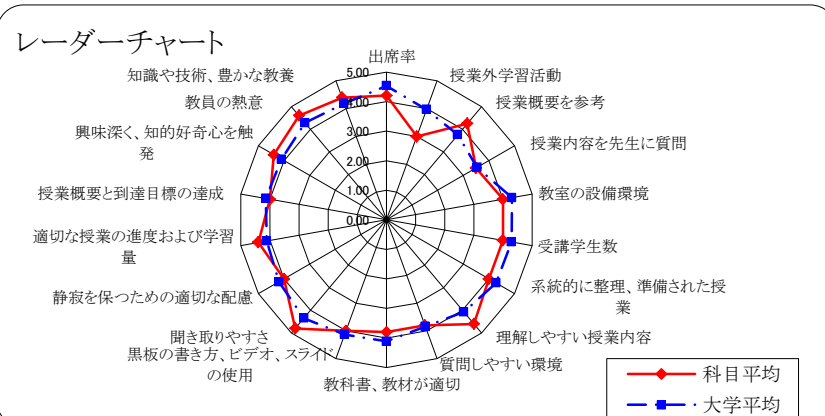 レーダーチャート
出席率
授業外学習活動
授業概要を参考
授業内容を先生に質問
教室の設備環境
受講学生数
系統的に整理、準備された授
業
理解しやすい授業内容
質問しやすい環境
教科書、教材が適切
黒板の書き方、ビデオ、スライド
の使用
聞き取りやすさ
静寂を保つための適切な配慮
適切な授業の進度および学習
量
授業概要と到達目標の達成
興味深く、知的好奇心を触
発
教員の熱意
知識や技術、豊かな教養
5.00
4.00
3.00
2.00
1.00
0.00
科目平均
大学平均